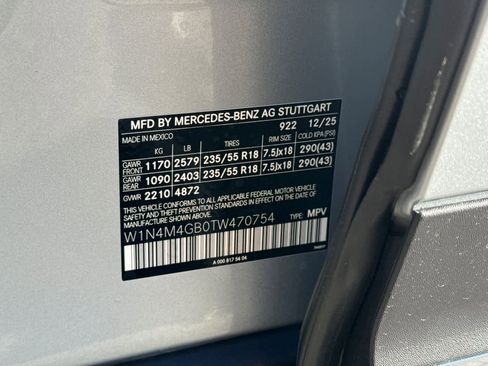 MFD BY MERCEDES-BENZ AG STUTTGART
MADE IN MEXICO 922 12/25
KG LB TIRES RIM SIZE COLD KPA (PSI)
GAWR FRONT 1170 2579 235/55 R18 7.5Jx18 290(43)
GAWR REAR 1090 2403 235/55 R18 7.5Jx18 290(43)
GVWR 2210 4872
THIS VEHICLE CONFORMS TO ALL APPLICABLE FEDERAL MOTOR VEHICLE
SAFETY AND THEFT PREVENTION STANDARDS IN EFFECT ON THE DATE OF
MANUFACTURE SHOWN ABOVE.
W1N4M4GB0TW470754 TYPE: MPV
A 000 817 54 04